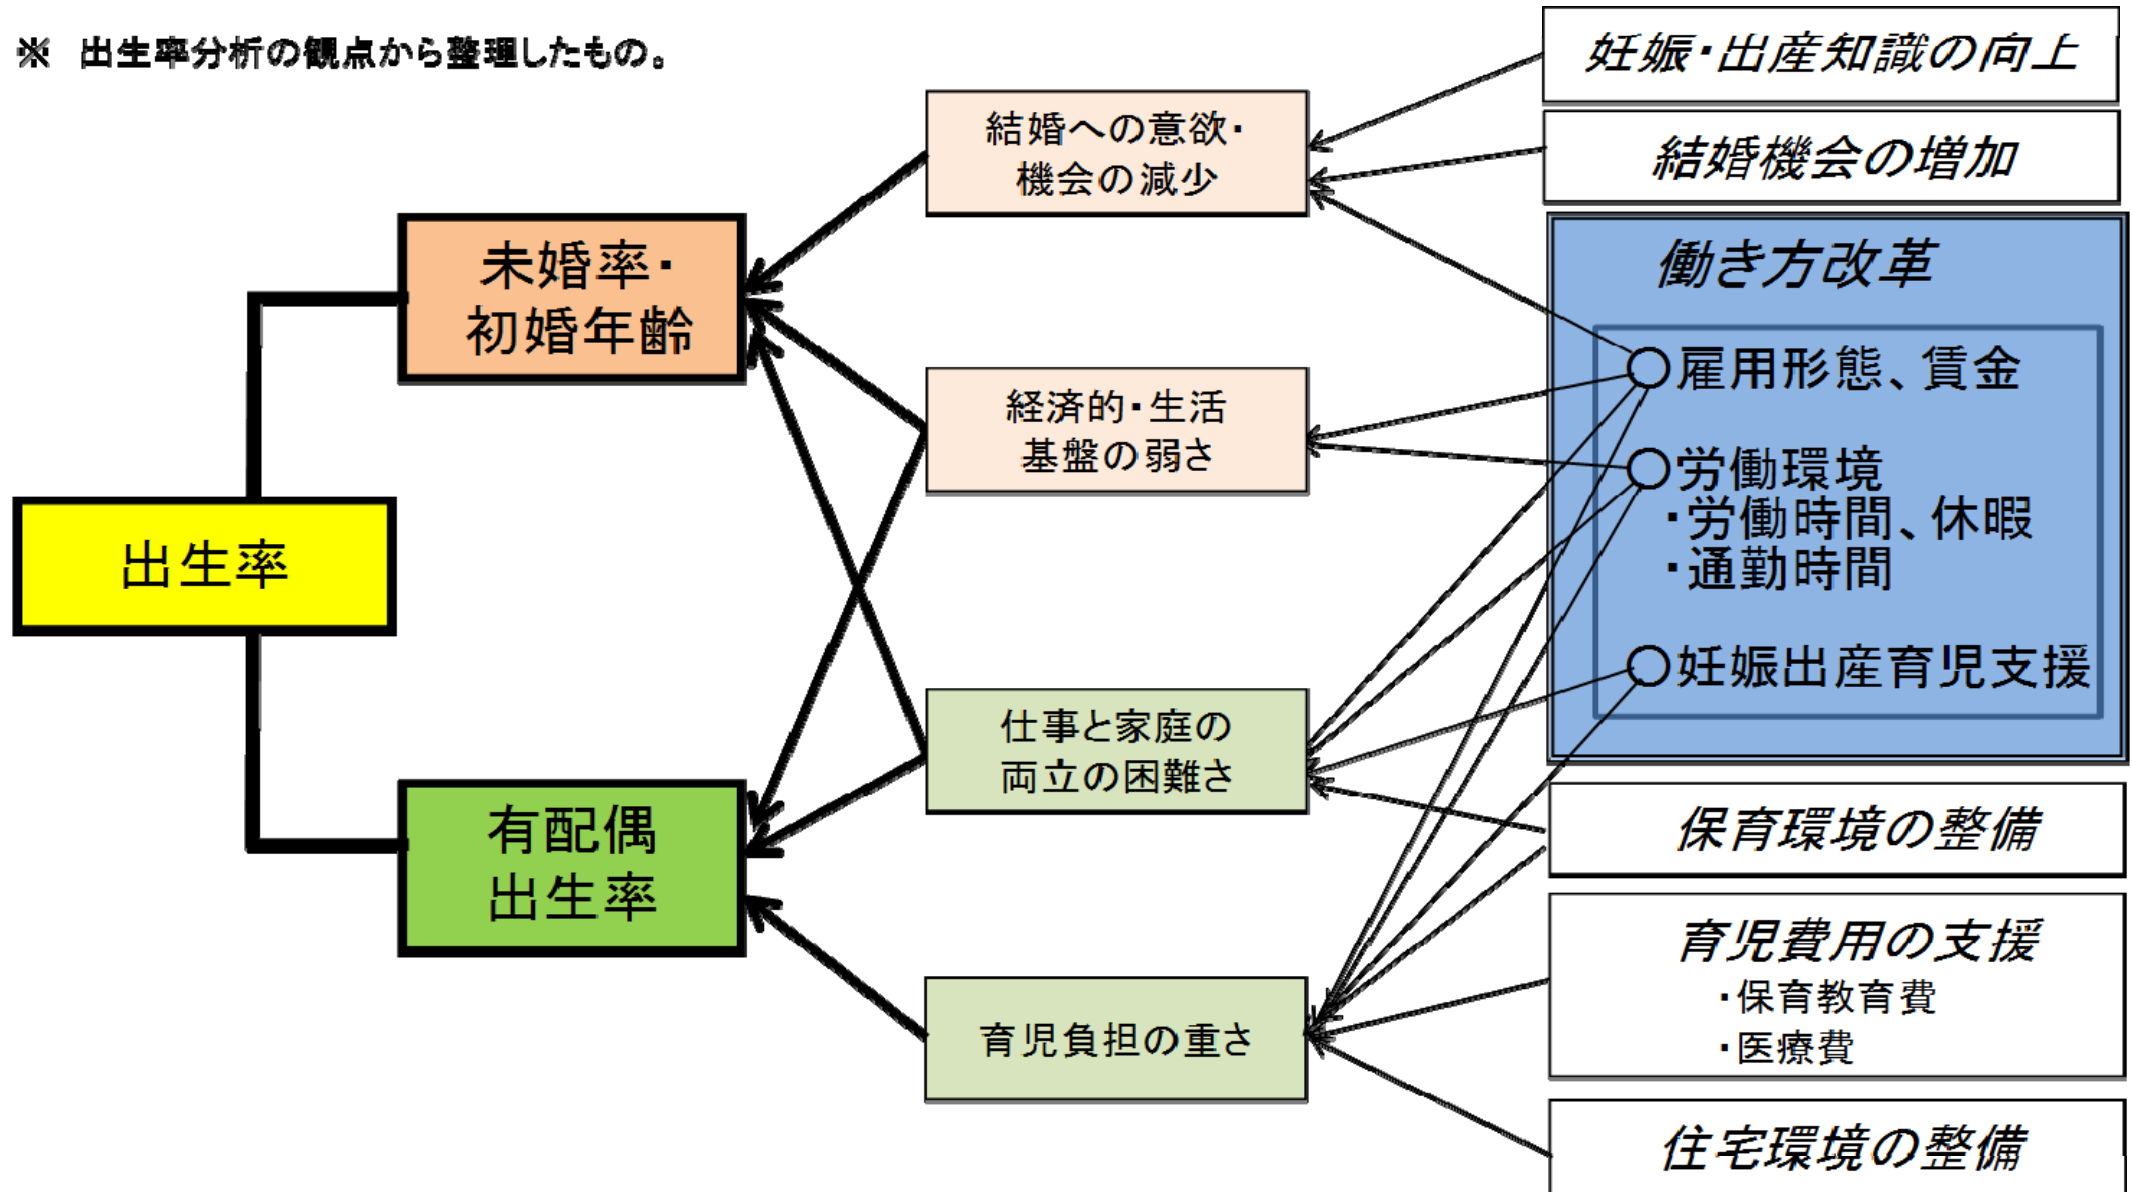 ※ 出生率分析の観点から整理したもの。
出生率
未婚率・
初婚年齢
有配偶
出生率
結婚への意欲・
機会の減少
経済的・生活
基盤の弱さ
仕事と家庭の
両立の困難さ
育児負担の重さ
妊娠・出産知識の向上
結婚機会の増加
働き方改革
○雇用形態、賃金
○労働環境
・労働時間、休暇
・通勤時間
○妊娠出産育児支援
保育環境の整備
育児費用の支援
・保育教育費
・医療費
住宅環境の整備